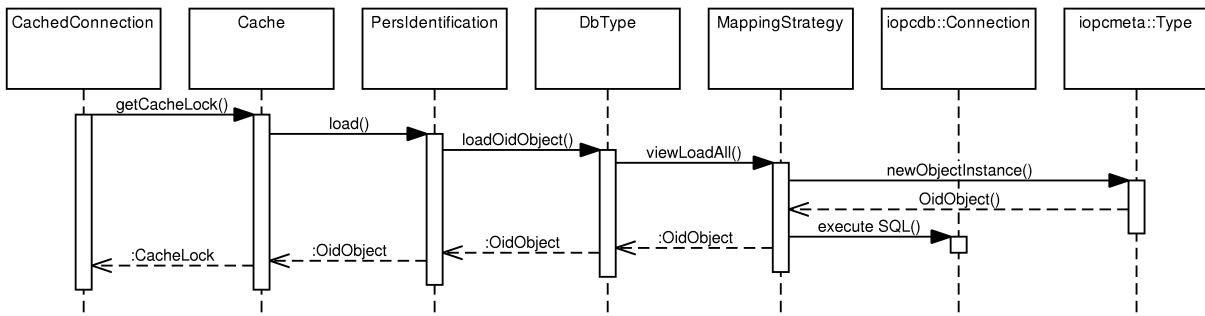 CachedConnection
Cache
PersIdentification
DbType
MappingStrategy
iopcdb::Connection
iopcmeta::Type
getCacheLock()
load()
loadOidObject()
viewLoadAll()
newObjectInstance()
OidObject()
execute SQL()
:OidObject
:OidObject
:OidObject
:CacheLock